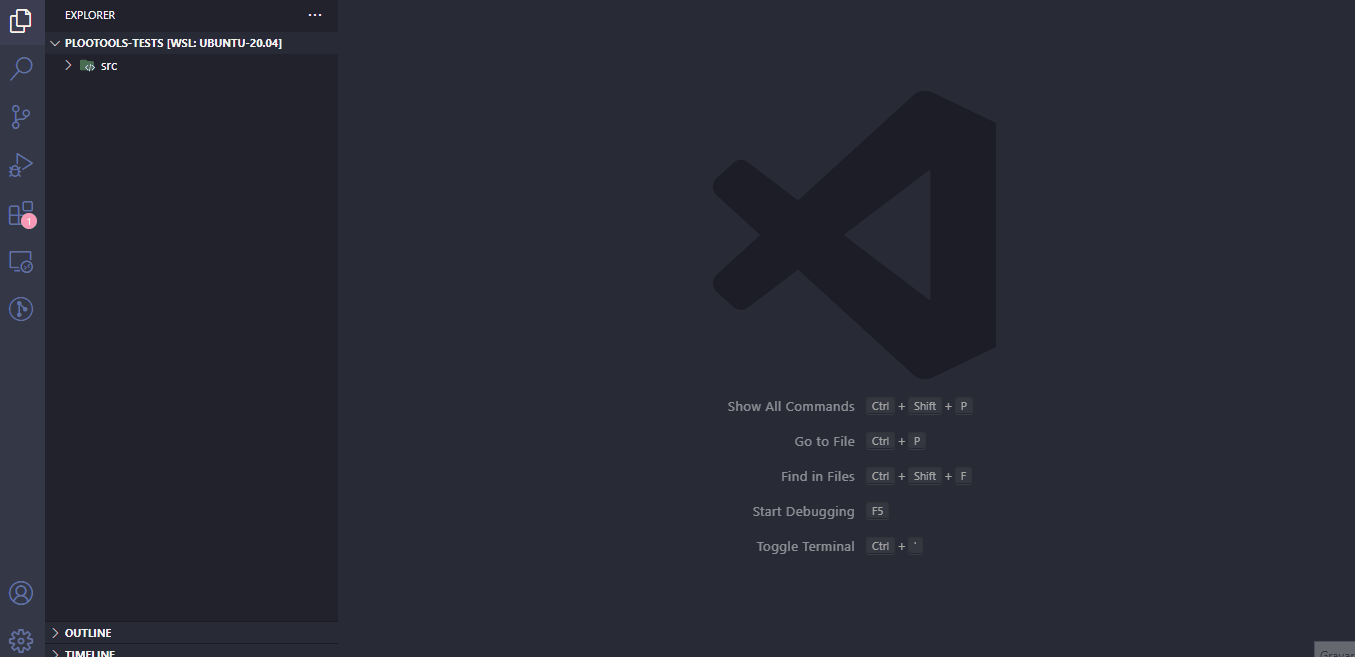 EXPLORER
PLOOTOOLS-TESTS [WSL: UBUNTU-20.04]
src
1
Show All Commands Ctrl + Shift + P
Go to File Ctrl + P
Find in Files Ctrl + Shift + F
Start Debugging F5
Toggle Terminal Ctrl + '
OUTLINE
TIMELINE